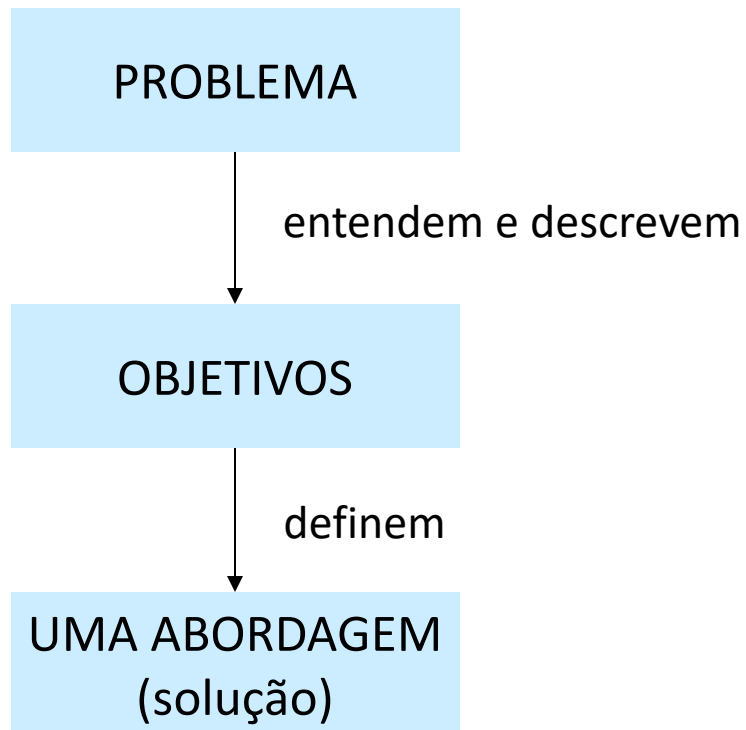 PROBLEMA
entendem e descrevem
OBJETIVOS
definem
UMA ABORDAGEM
(solução)